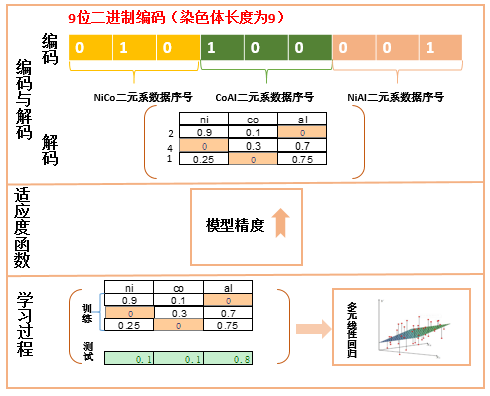 9位二进制编码（染色体长度为9）
编码与解码
编码
0 1 0 1 0 0 0 0 1
NiCo二元系数据序号 CoAl二元系数据序号 NiAl二元系数据序号
解码
ni co al
2 0.9 0.1 0
4 0 0.3 0.7
1 0.25 0 0.75
适应度函数
模型精度
学习过程
训练
ni co al
0.9 0.1 0
0 0.3 0.7
0.25 0 0.75
测试
0.1 0.1 0.8
多元线性回归